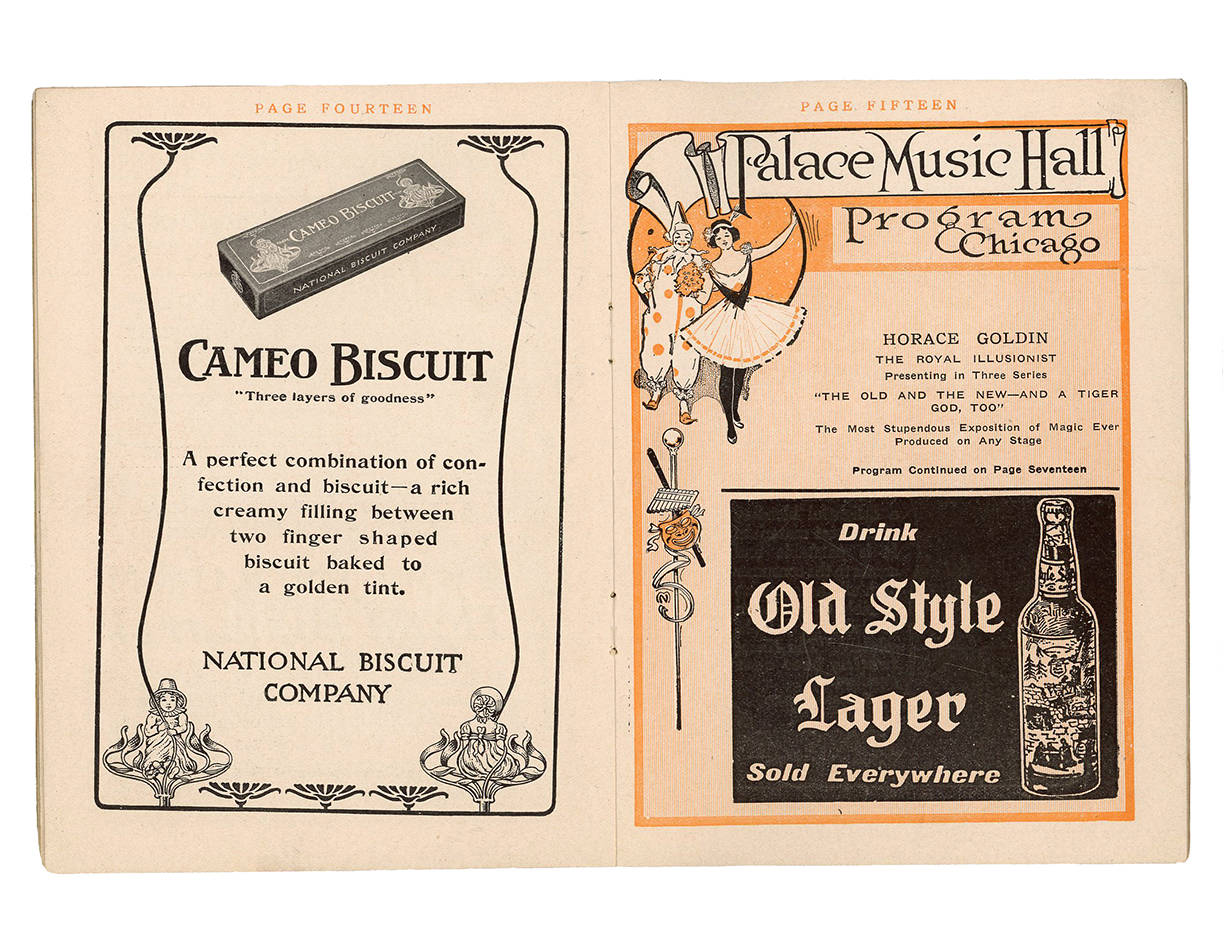 PAGE FOURTEEN
CAMEO BISCUIT
NATIONAL BISCUIT COMPANY
CAMEO BISCUIT
"Three layers of goodness"
A perfect combination of con-
fection and biscuit—a rich
creamy filling between
two finger shaped
biscuit baked to
a golden tint.
NATIONAL BISCUIT
COMPANY
PAGE FIFTEEN
Palace Music Hall
Program
Chicago
HORACE GOLDIN
THE ROYAL ILLUSIONIST
Presenting in Three Series
"THE OLD AND THE NEW—AND A TIGER
GOD, TOO"
The Most Stupendous Exposition of Magic Ever
Produced on Any Stage
Program Continued on Page Seventeen
Drink
Old Style
Lager
Sold Everywhere